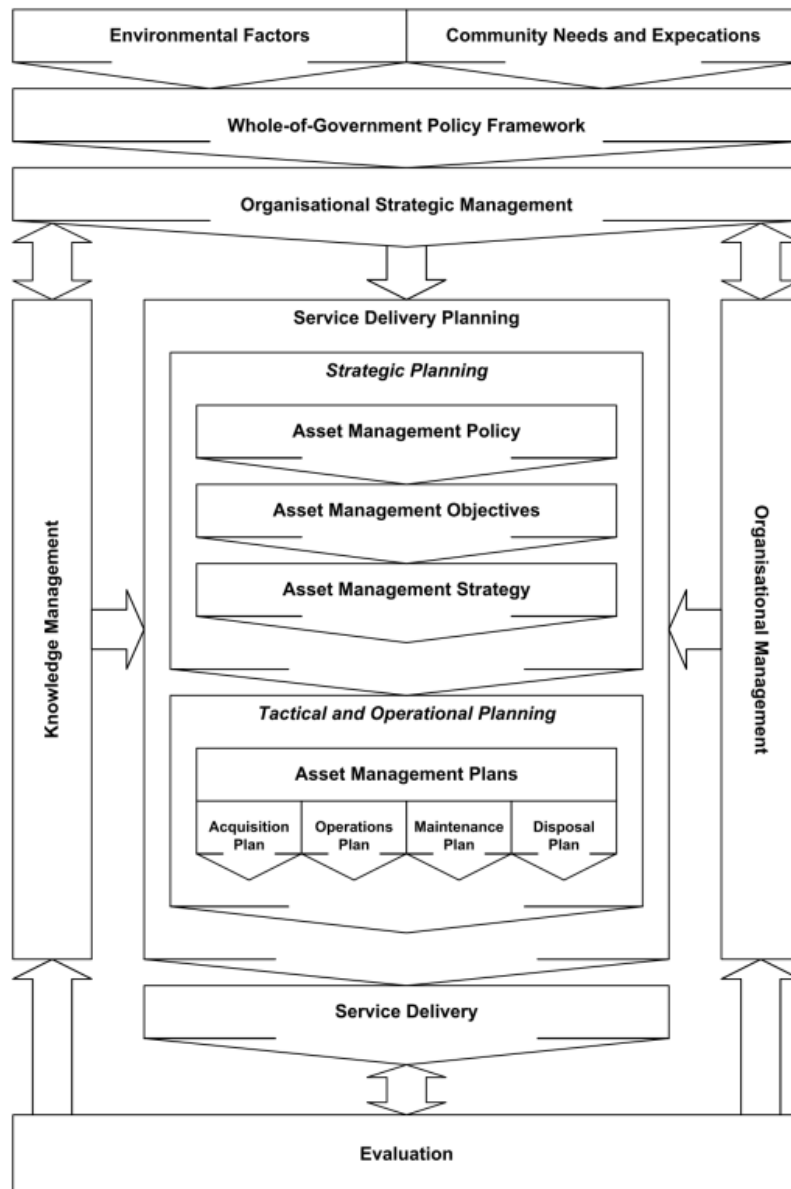 Environmental Factors
Community Needs and Expecations
Whole-of-Government Policy Framework
Organisational Strategic Management
Service Delivery Planning
Strategic Planning
Asset Management Policy
Asset Management Objectives
Asset Management Strategy
Knowledge Management
Organisational Management
Tactical and Operational Planning
Asset Management Plans
Acquisition
Plan
Operations
Plan
Maintenance
Plan
Disposal
Plan
Service Delivery
Evaluation